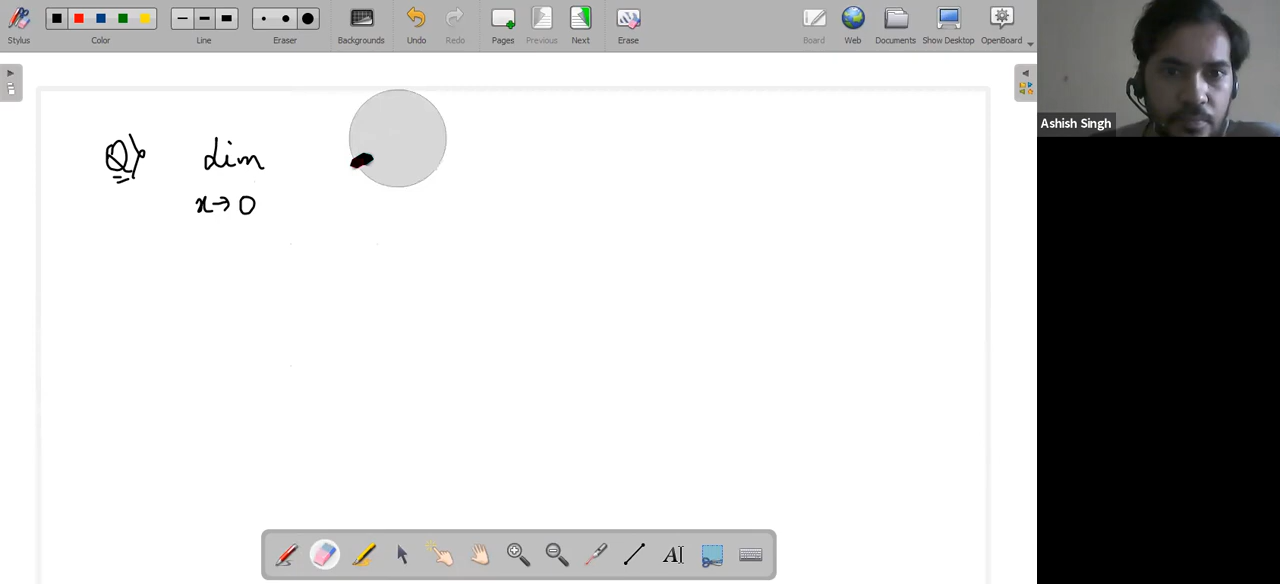 Stylus Color Line Eraser Backgrounds Undo Redo Pages Previous Next Erase Board Web Documents Show Desktop OpenBoard
Ashish Singh
Q) Lim
x→0